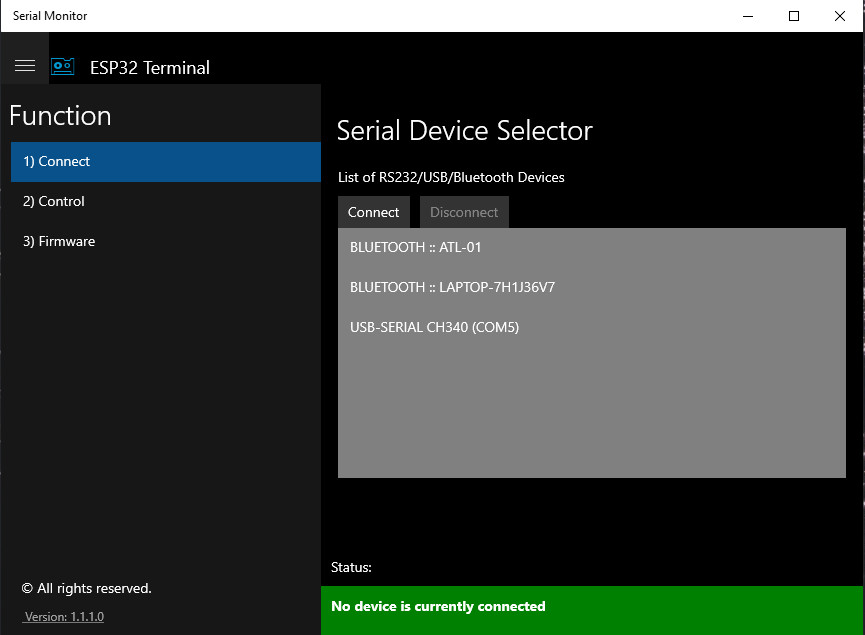 Serial Monitor
ESP32 Terminal
Function
1) Connect
2) Control
3) Firmware
© All rights reserved.
Version: 1.1.1.0
Serial Device Selector
List of RS232/USB/Bluetooth Devices
Connect Disconnect
BLUETOOTH :: ATL-01
BLUETOOTH :: LAPTOP-7H1J36V7
USB-SERIAL CH340 (COM5)
Status:
No device is currently connected